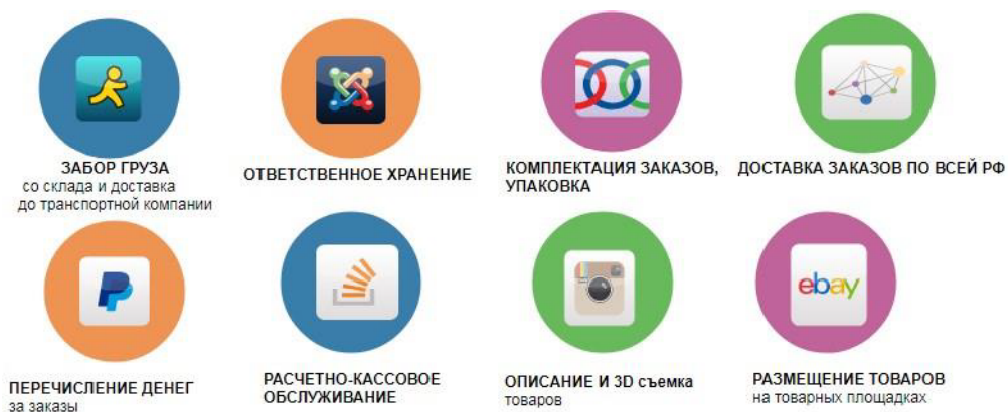 ЗАБОР ГРУЗА
со склада и доставка
до транспортной компании
ОТВЕТСТВЕННОЕ ХРАНЕНИЕ
КОМПЛЕКТАЦИЯ ЗАКАЗОВ,
УПАКОВКА
ДОСТАВКА ЗАКАЗОВ ПО ВСЕЙ РФ
ebay
ПЕРЕЧИСЛЕНИЕ ДЕНЕГ
за заказы
РАСЧЕТНО-КАССОВОЕ
ОБСЛУЖИВАНИЕ
ОПИСАНИЕ И 3D съемка
товаров
РАЗМЕЩЕНИЕ ТОВАРОВ
на товарных площадках